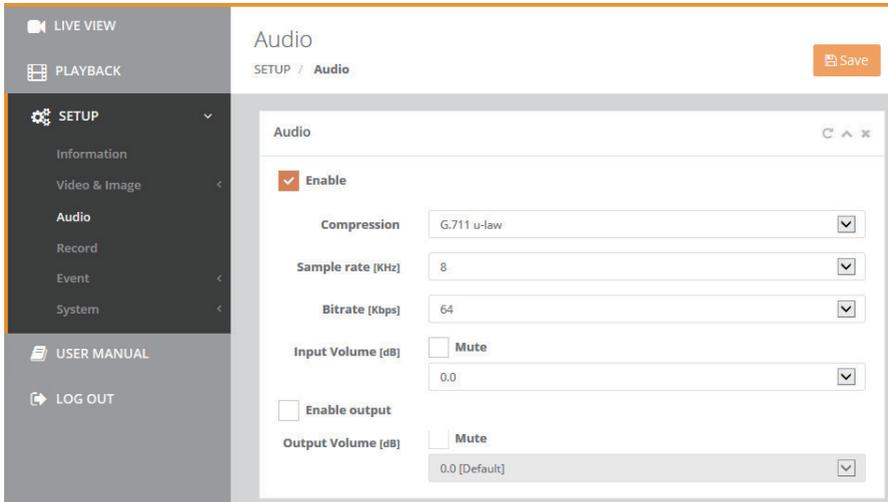 LIVE VIEW
PLAYBACK
SETUP
Information
Video & Image
Audio
Record
Event
System
USER MANUAL
LOG OUT
Audio
SETUP / Audio
Save
Audio
Enable
Compression G.711 u-law
Sample rate [KHz] 8
Bitrate [Kbps] 64
Input Volume [dB] Mute
0.0
Enable output
Output Volume [dB] Mute
0.0 [Default]